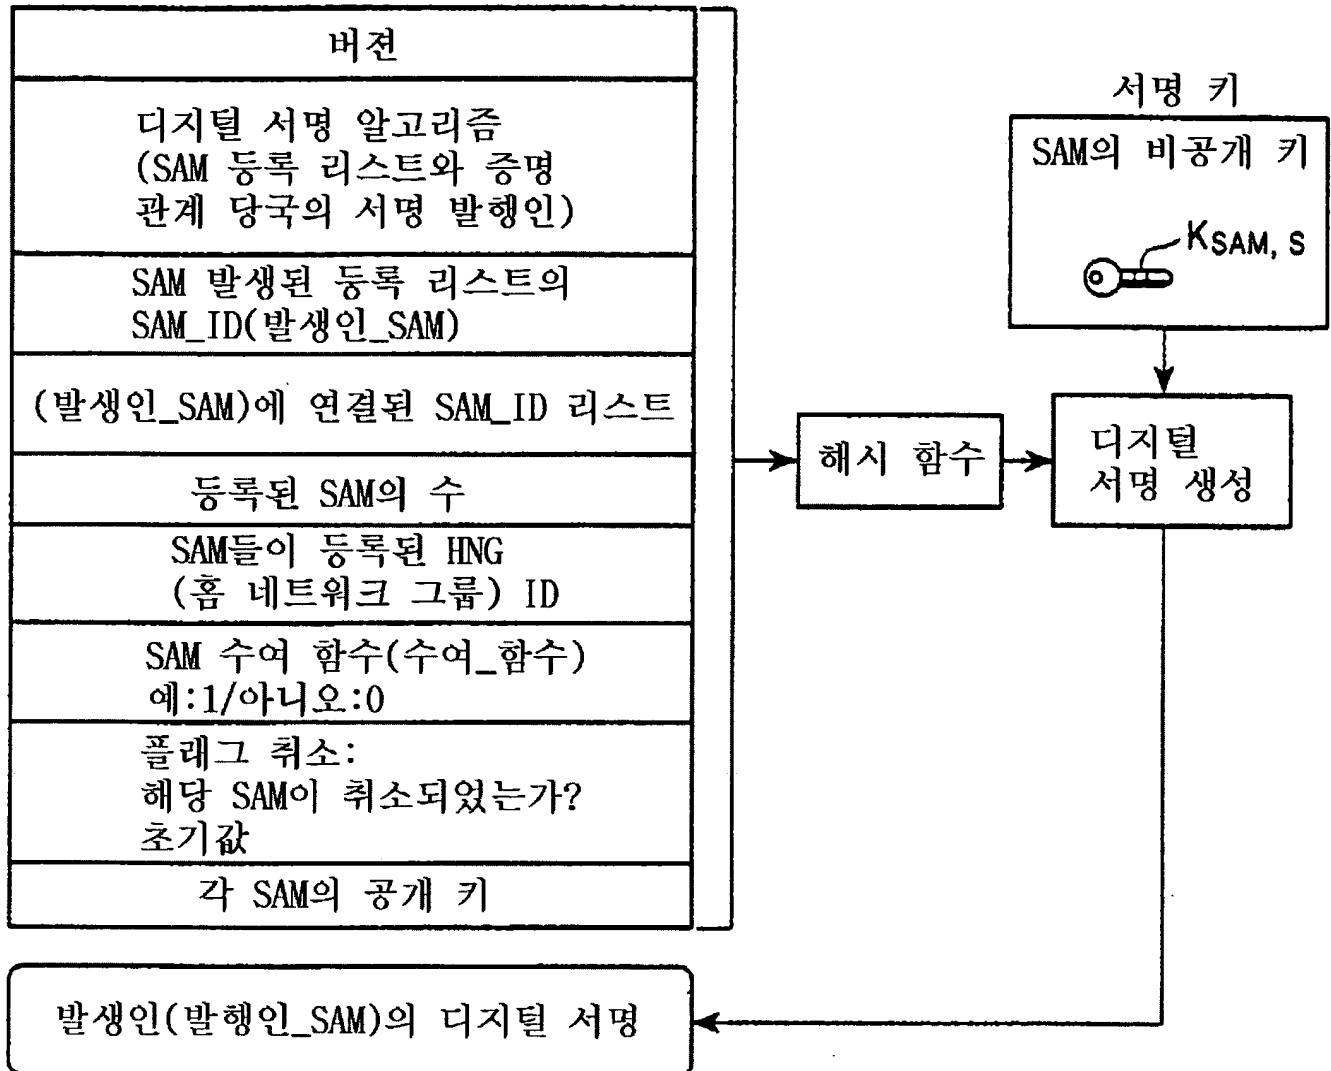 버젼
디지털 서명 알고리즘
(SAM 등록 리스트와 증명
관계 당국의 서명 발행인)
SAM 발생된 등록 리스트의
SAM_ID(발생인_SAM)
(발생인_SAM)에 연결된 SAM_ID 리스트
등록된 SAM의 수
SAM들이 등록된 HNG
(홈 네트워크 그룹) ID
SAM 수여 함수(수여_함수)
예:1/아니오:0
플래그 취소:
해당 SAM이 취소되었는가?
초기값
각 SAM의 공개 키
발생인(발행인_SAM)의 디지털 서명
해시 함수
서명 키
SAM의 비공개 키
KSAM, S
디지털
서명 생성